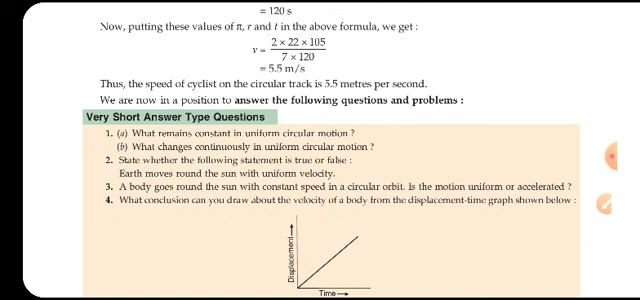 = 120 s
Now, putting these values of π, r and t in the above formula, we get :
v = 2 × 22 × 105 / 7 × 120
= 5.5 m/s
Thus, the speed of cyclist on the circular track is 5.5 metres per second.
We are now in a position to answer the following questions and problems :
Very Short Answer Type Questions
1. (a) What remains constant in uniform circular motion ?
(b) What changes continuously in uniform circular motion ?
2. State whether the following statement is true or false :
Earth moves round the sun with uniform velocity.
3. A body goes round the sun with constant speed in a circular orbit. Is the motion uniform or accelerated ?
4. What conclusion can you draw about the velocity of a body from the displacement-time graph shown below :
Displacement
Time